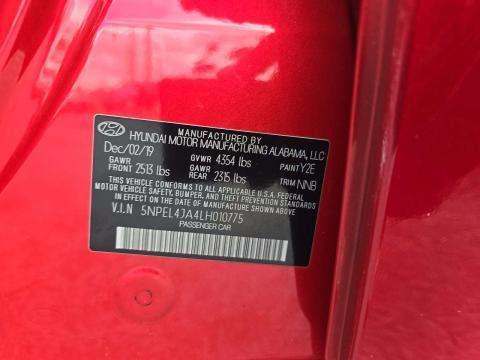 MANUFACTURED BY
HYUNDAI MOTOR MANUFACTURING ALABAMA, LLC
Dec/02/19 GVWR 4354 lbs PAINT Y2E
GAWR FRONT 2513 lbs GAWR REAR 2315 lbs TRIM NNB
THIS VEHICLE CONFORMS TO ALL APPLICABLE FEDERAL
MOTOR VEHICLE SAFETY, BUMPER, AND THEFT PREVENTION STANDARDS
IN EFFECT ON THE DATE OF MANUFACTURE SHOWN ABOVE.
V.I.N 5NPEL4JA4LH010775
PASSENGER CAR